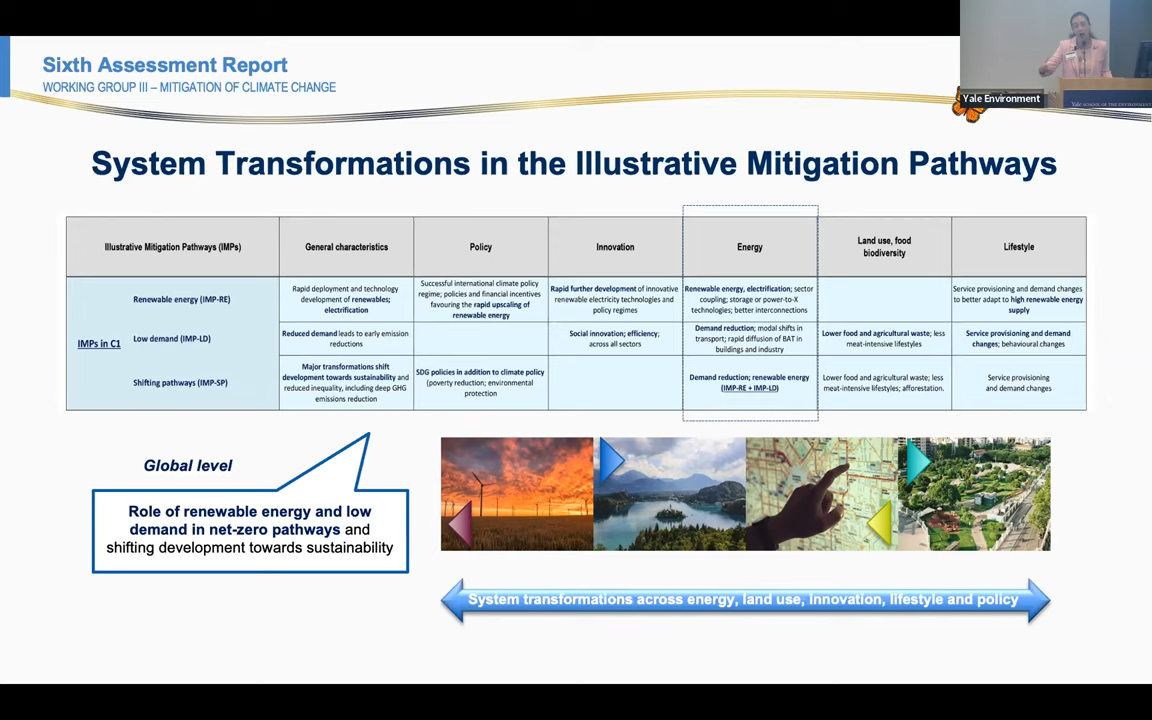 Sixth Assessment Report
WORKING GROUP III – MITIGATION OF CLIMATE CHANGE
Yale Environment
YALE SCHOOL OF THE ENVIRONMENT
System Transformations in the Illustrative Mitigation Pathways
Illustrative Mitigation Pathways (IMPs)
General characteristics
Policy
Innovation
Energy
Land use, food
biodiversity
Lifestyle
IMPs in C1
Renewable energy (IMP-RE)
Rapid deployment and technology
development of renewables;
electrification
Successful international climate policy
regime; policies and financial incentives
favouring the rapid upscaling of
renewable energy
Rapid further development of innovative
renewable electricity technologies and
policy regimes
Renewable energy, electrification; sector
coupling; storage or power-to-X
technologies; better interconnections
Service provisioning and demand changes
to better adapt to high renewable energy
supply
Low demand (IMP-LD)
Reduced demand leads to early emission
reductions
Social innovation; efficiency;
across all sectors
Demand reduction; modal shifts in
transport; rapid diffusion of BAT in
buildings and industry
Lower food and agricultural waste; less
meat-intensive lifestyles
Service provisioning and demand
changes; behavioural changes
Shifting pathways (IMP-SP)
Major transformations shift
development towards sustainability and
reduced inequality, including deep GHG
emissions reduction
SDG policies in addition to climate policy
(poverty reduction; environmental
protection
Demand reduction; renewable energy
(IMP-RE + IMP-LD)
Lower food and agricultural waste; less
meat-intensive lifestyles; afforestation.
Service provisioning
and demand changes
Global level
Role of renewable energy and low
demand in net-zero pathways and
shifting development towards sustainability
System transformations across energy, land use, Innovation, lifestyle and policy